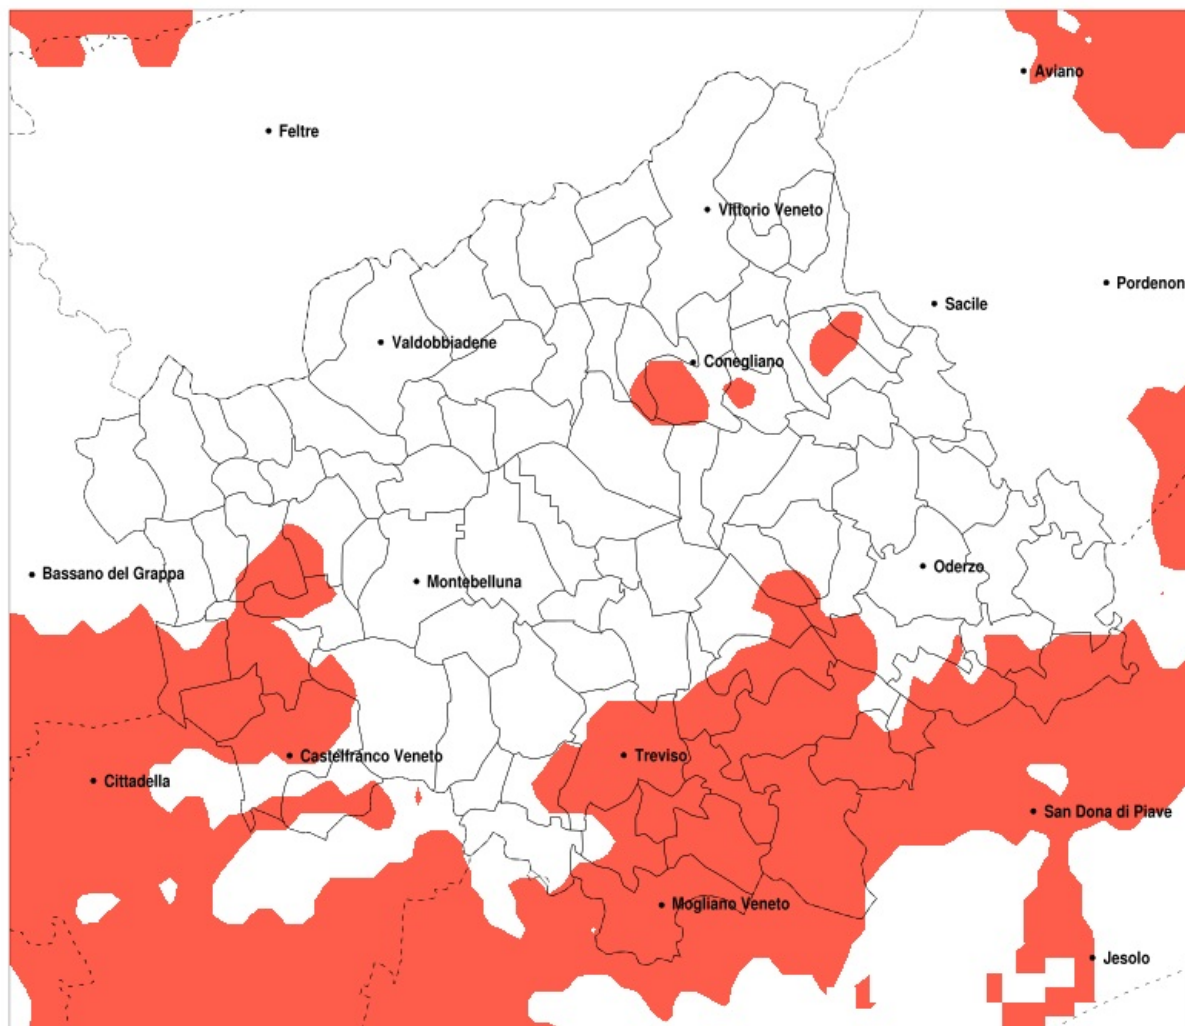 Aviano
Feltre
Vittorio Veneto
Pordenon
Sacile
Valdobbiadene
Conegliano
Oderzo
Bassano del Grappa
Montebelluna
Castelfranco Veneto
Treviso
Cittadella
San Dona di Piave
Mogliano Veneto
Jesolo